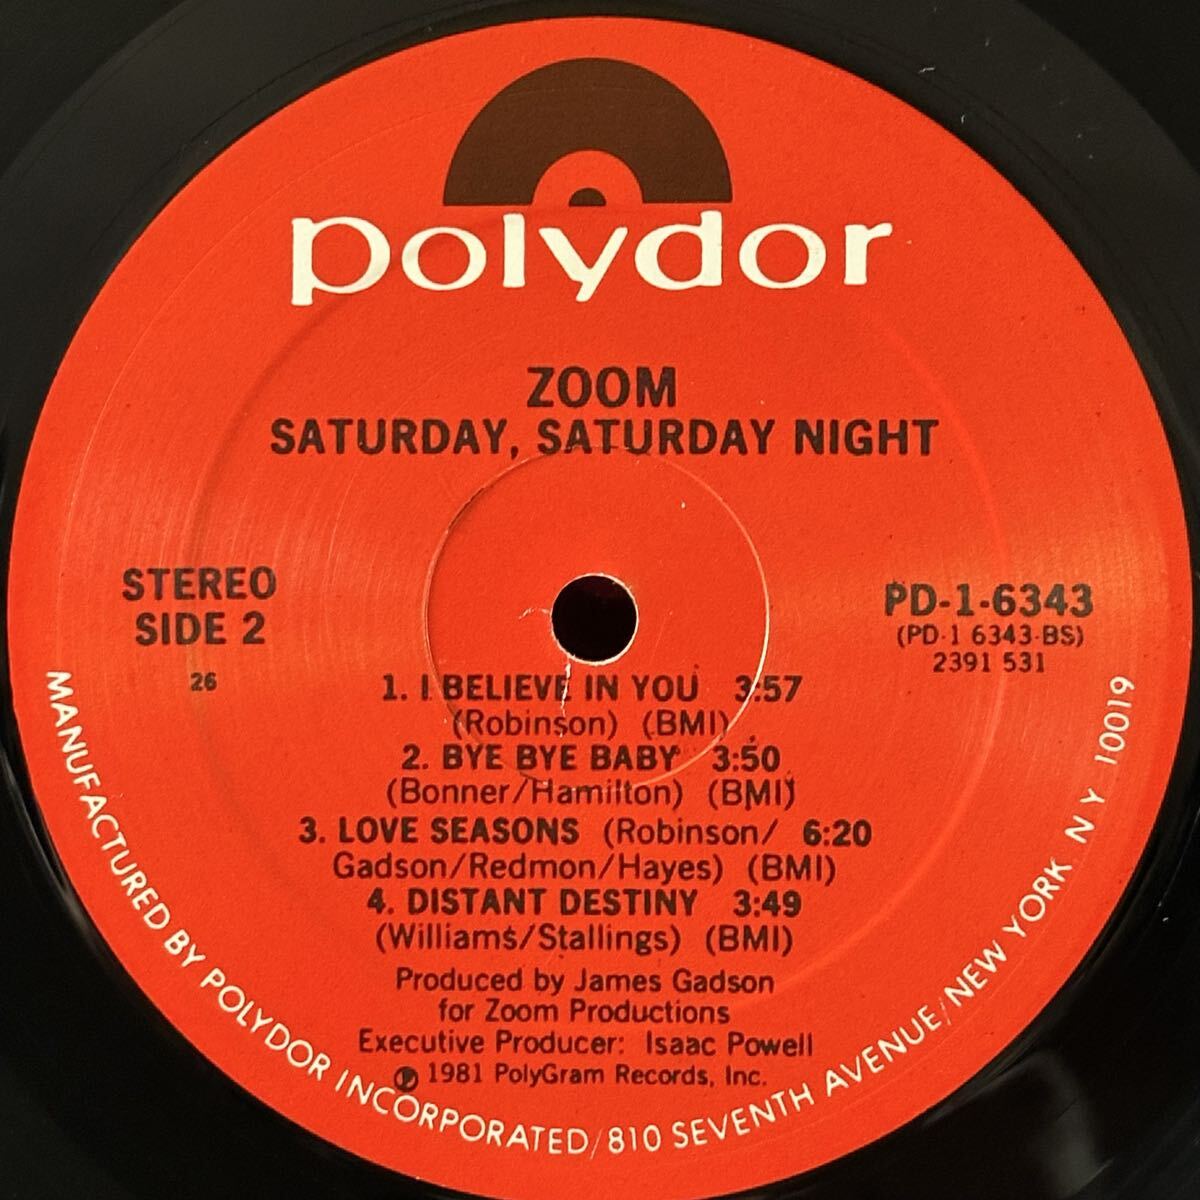 polydor
ZOOM
SATURDAY, SATURDAY NIGHT
STEREO
SIDE 2
26
PD-1-6343
(PD-1 6343-BS)
2391 531
1. I BELIEVE IN YOU 3:57
(Robinson) (BMI)
2. BYE BYE BABY 3:50
(Bonner/Hamilton) (BMI)
3. LOVE SEASONS (Robinson/ 6:20
Gadson/Redmon/Hayes) (BMI)
4. DISTANT DESTINY 3:49
(Williams/Stallings) (BMI)
Produced by James Gadson
for Zoom Productions
Executive Producer: Isaac Powell
℗ 1981 PolyGram Records, Inc.
MANUFACTURED BY POLYDOR INCORPORATED/810 SEVENTH AVENUE/NEW YORK N Y 10019